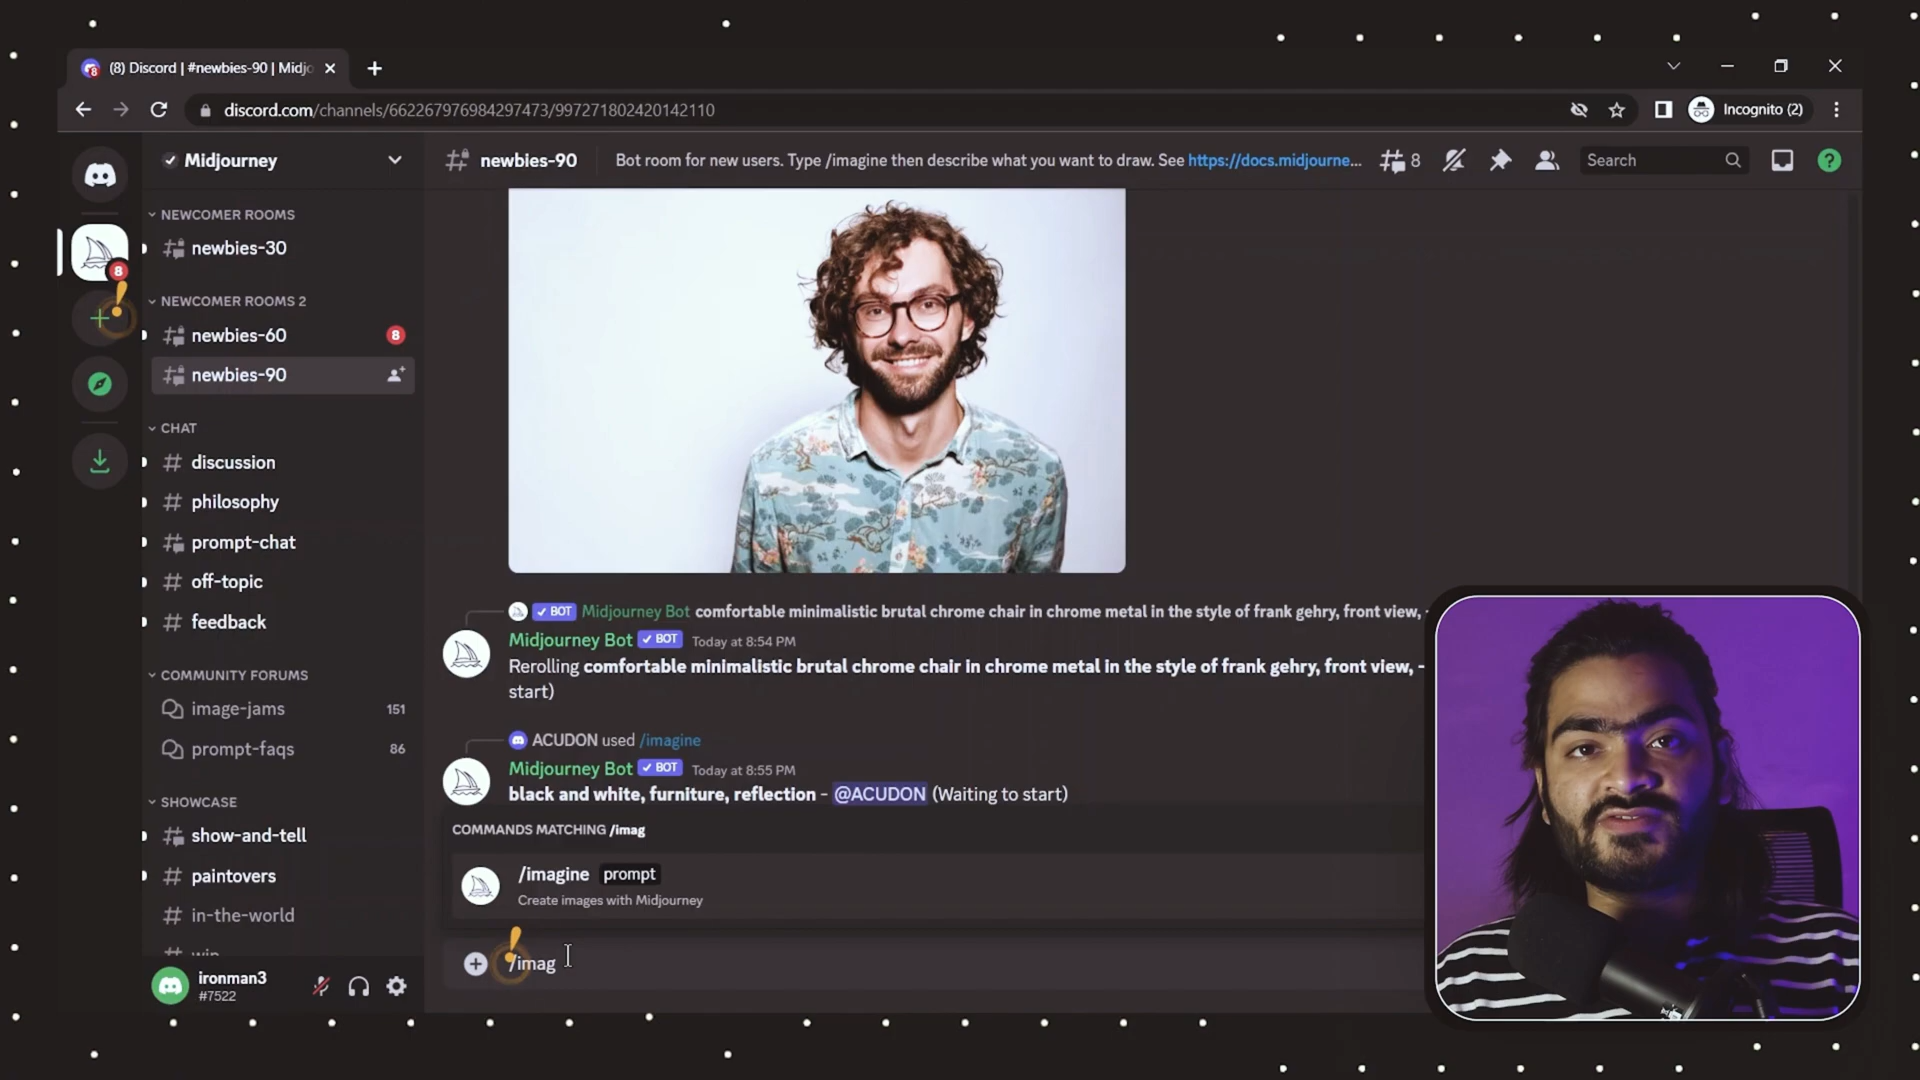 (8) Discord | #newbies-90 | Midjo
discord.com/channels/662267976984297473/997271802420142110
Incognito (2)
Midjourney
newbies-90
Bot room for new users. Type /imagine then describe what you want to draw. See https://docs.midjourne...
8
Search
NEWCOMER ROOMS
newbies-30
8
NEWCOMER ROOMS 2
newbies-60
8
newbies-90
CHAT
discussion
philosophy
prompt-chat
off-topic
feedback
COMMUNITY FORUMS
image-jams 151
prompt-faqs 86
SHOWCASE
show-and-tell
paintovers
in-the-world
ironman3
#7522
BOT Midjourney Bot comfortable minimalistic brutal chrome chair in chrome metal in the style of frank gehry, front view, -
Midjourney Bot BOT Today at 8:54 PM
Rerolling comfortable minimalistic brutal chrome chair in chrome metal in the style of frank gehry, front view, -
start)
ACUDON used /imagine
Midjourney Bot BOT Today at 8:55 PM
black and white, furniture, reflection - @ACUDON (Waiting to start)
COMMANDS MATCHING /imag
/imagine prompt
Create images with Midjourney
/imag